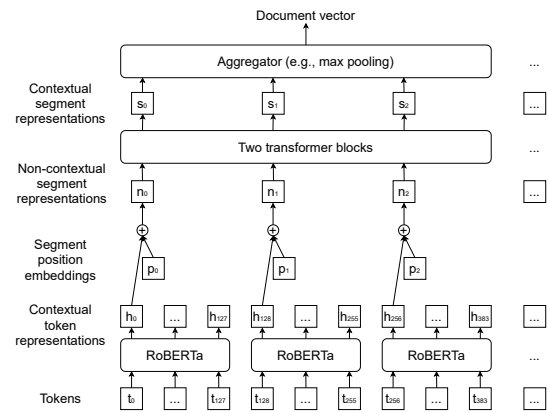 Document vector
Aggregator (e.g., max pooling)
...
Contextual
segment
representations
s0 s1 s2 ...
Two transformer blocks
...
Non-contextual
segment
representations
n0 n1 n2 ...
+ + +
Segment
position
embeddings
p0 p1 p2
Contextual
token
representations
h0 ... h127 h128 ... h255 h256 ... h383 ...
RoBERTa RoBERTa RoBERTa ...
Tokens t0 ... t127 t128 ... t255 t256 ... t383 ...